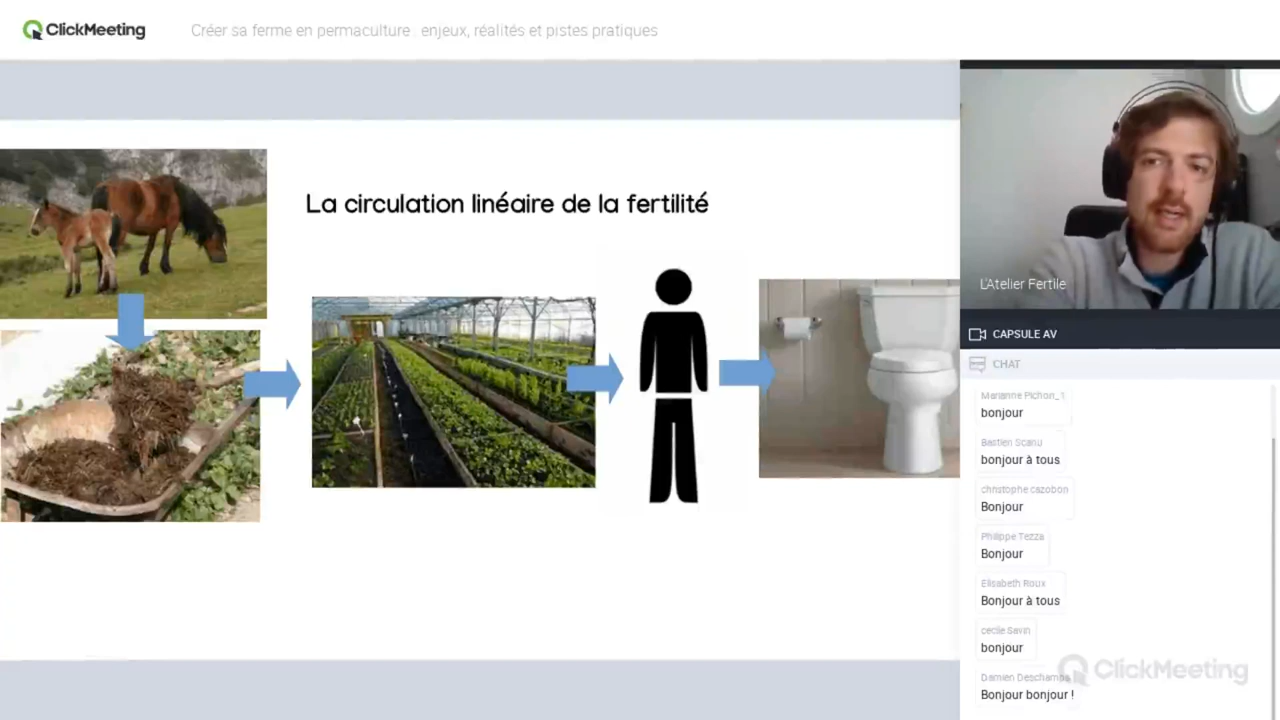 ClickMeeting
Créer sa ferme en permaculture : enjeux, réalités et pistes pratiques
La circulation linéaire de la fertilité
L'Atelier Fertile
CAPSULE AV
CHAT
Marianne Pichon_1
bonjour
Bastien Scanu
bonjour à tous
christophe cazobon
Bonjour
Philippe Tezza
Bonjour
Elisabeth Roux
Bonjour à tous
cecile Savin
bonjour
Damien Deschamps
Bonjour bonjour !
ClickMeeting